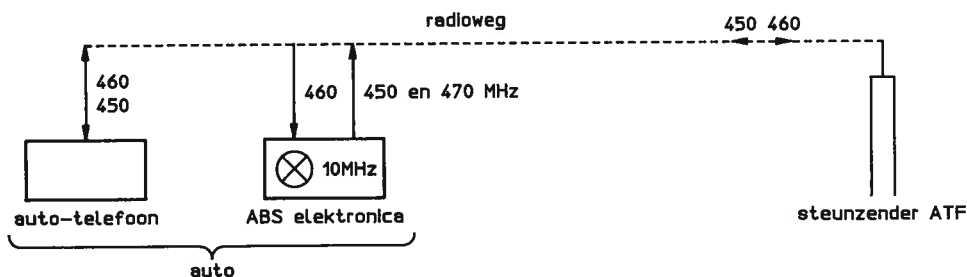 radioweg
450 460
460
450
460
450 en 470 MHz
10MHz
auto-telefoon
ABS elektronica
steunzender ATF
auto